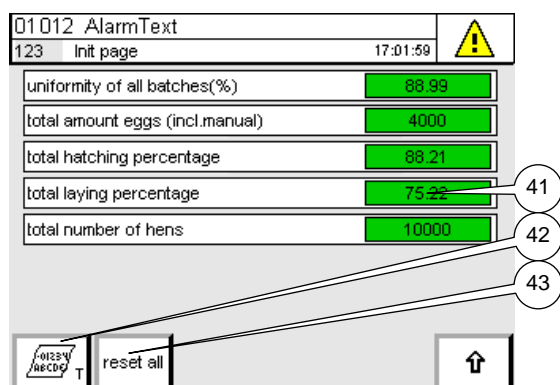 01012 AlarmText
123 Init page 17:01:59
uniformity of all batches(%) 88.99
total amount eggs (incl.manual) 4000
total hatching percentage 88.21
total laying percentage 75.22
total number of hens 10000
41
42
43
01234
ABCDE T
reset all